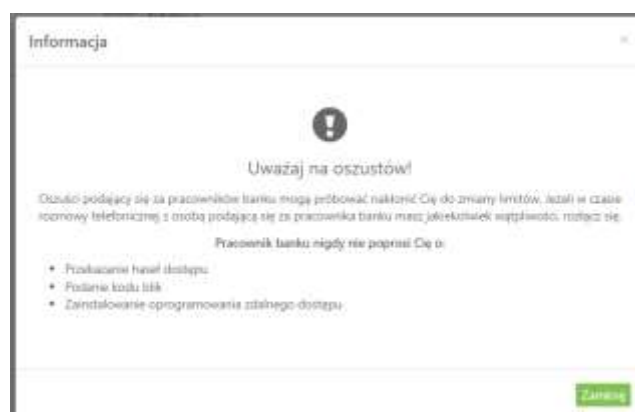 Informacja
×
Uważaj na oszustów!
Oszuści podający się za pracowników banku mogą próbować nakłonić Cię do zmiany limitów. Jeżeli w czasie
rozmowy telefonicznej z osobą podającą się za pracownika banku masz jakiekolwiek wątpliwości, rozłącz się.
Pracownik banku nigdy nie poprosi Cię o:
• Przekazanie haseł dostępu
• Podanie kodu blik
• Zainstalowanie oprogramowania zdalnego dostępu
Zamknij